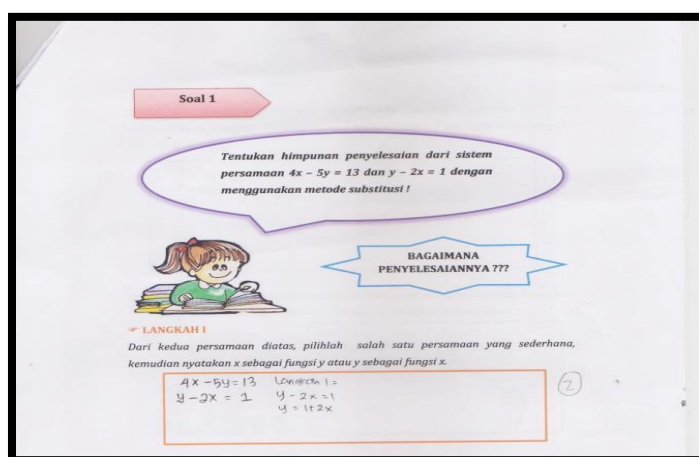 Soal 1
Tentukan himpunan penyelesaian dari sistem
persamaan 4x – 5y = 13 dan y – 2x = 1 dengan
menggunakan metode substitusi !
BAGAIMANA
PENYELESAIANNYA ???
☞ LANGKAH I
Dari kedua persamaan diatas, pilihlah salah satu persamaan yang sederhana,
kemudian nyatakan x sebagai fungsi y atau y sebagai fungsi x.
4x – 5y = 13 Langkah 1 =
y – 2x = 1 y – 2x = 1
y = 1 + 2x
2